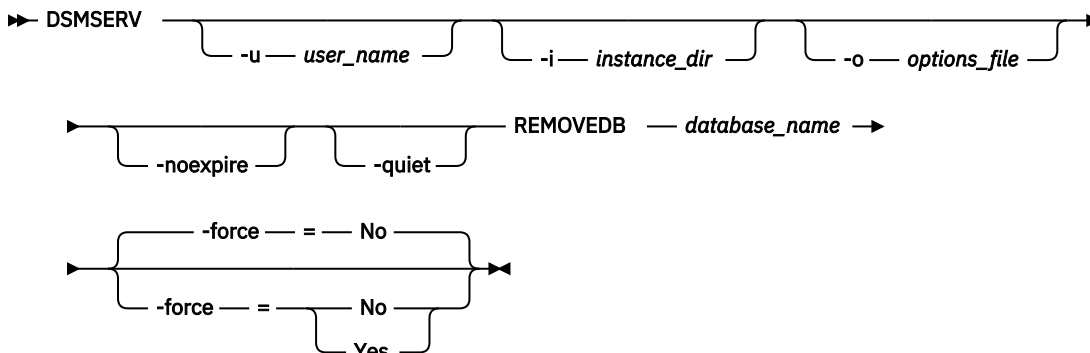 DSMSERV
-u user_name -i instance_dir -o options_file
-noexpire -quiet REMOVEDB database_name
-force = No
-force = No
Yes